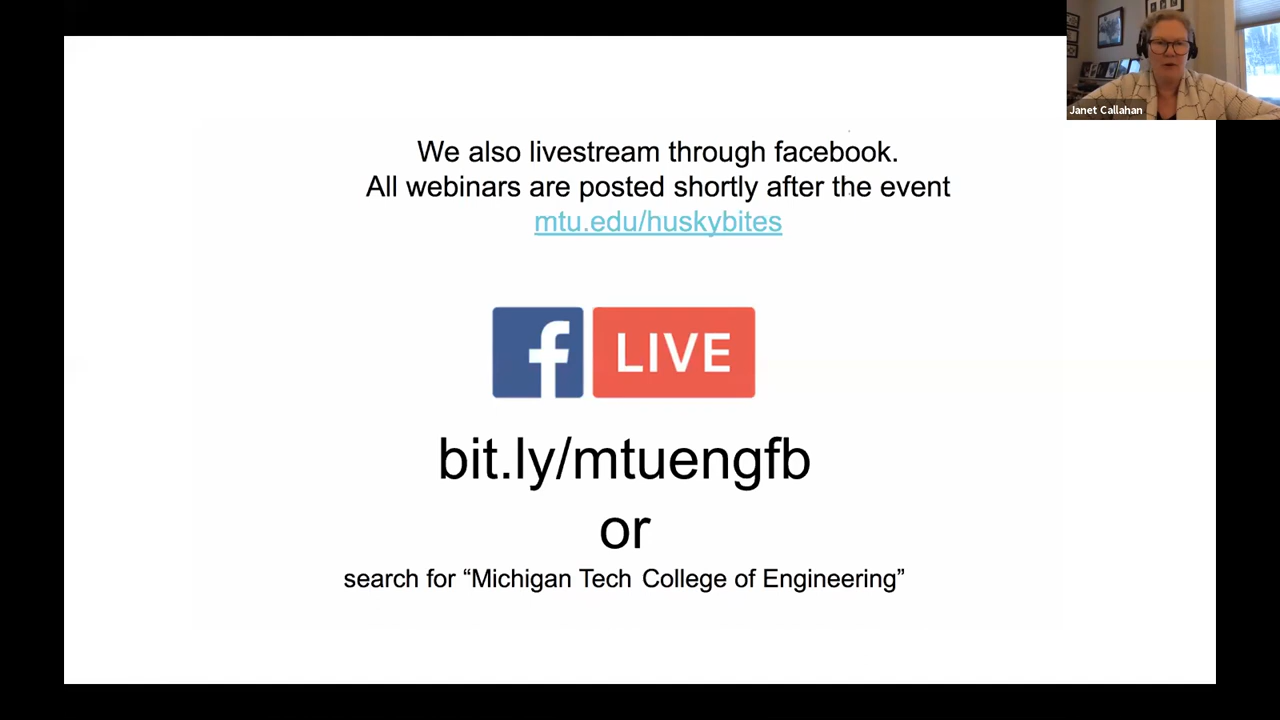 Janet Callahan
We also livestream through facebook.
All webinars are posted shortly after the event
mtu.edu/huskybites
f LIVE
bit.ly/mtuengfb
or
search for “Michigan Tech College of Engineering”